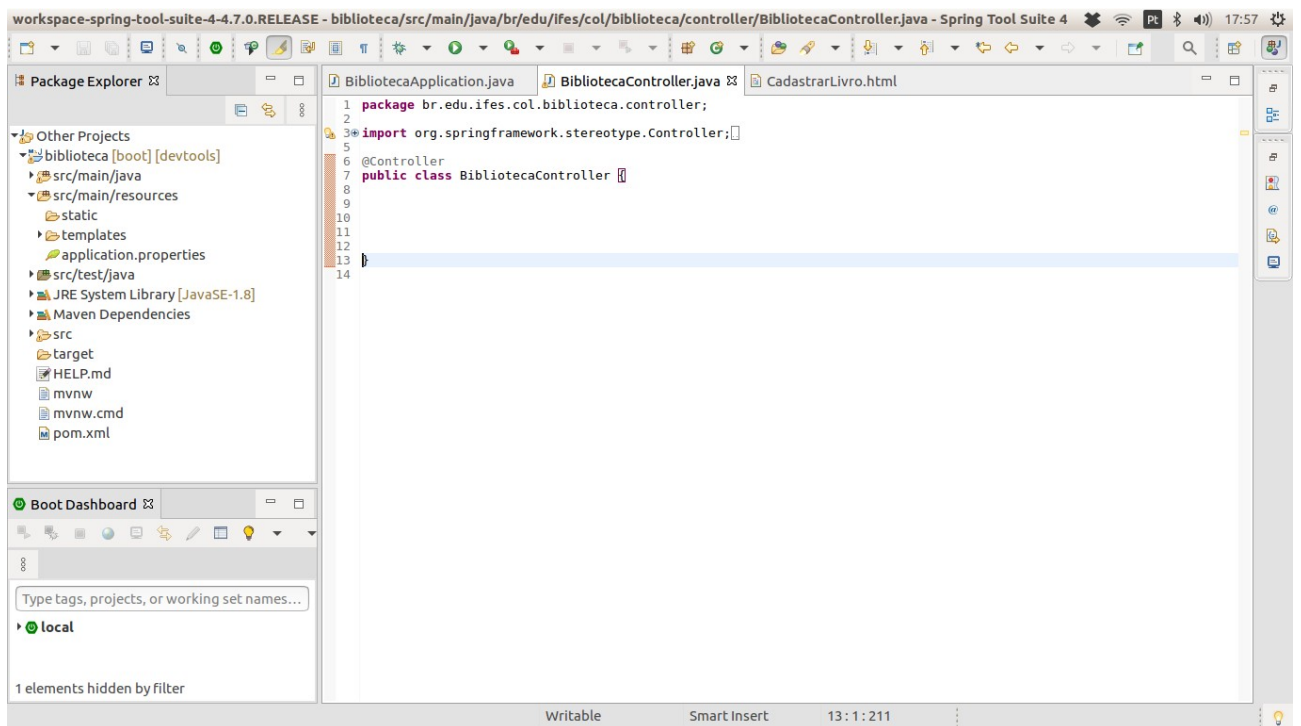 workspace-spring-tool-suite-4-4.7.0.RELEASE - biblioteca/src/main/java/br/edu/ifes/col/biblioteca/controller/BibliotecaController.java - Spring Tool Suite 4 Pt 17:57
Package Explorer
Other Projects
biblioteca [boot] [devtools]
src/main/java
src/main/resources
static
templates
application.properties
src/test/java
JRE System Library [JavaSE-1.8]
Maven Dependencies
src
target
HELP.md
mvnw
mvnw.cmd
pom.xml
Boot Dashboard
Type tags, projects, or working set names...
local
1 elements hidden by filter
BibliotecaApplication.java BibliotecaController.java CadastrarLivro.html
1 package br.edu.ifes.col.biblioteca.controller;
2
3 import org.springframework.stereotype.Controller;
5
6 @Controller
7 public class BibliotecaController {
8
9
10
11
12
13 }
14
Writable Smart Insert 13 : 1 : 211